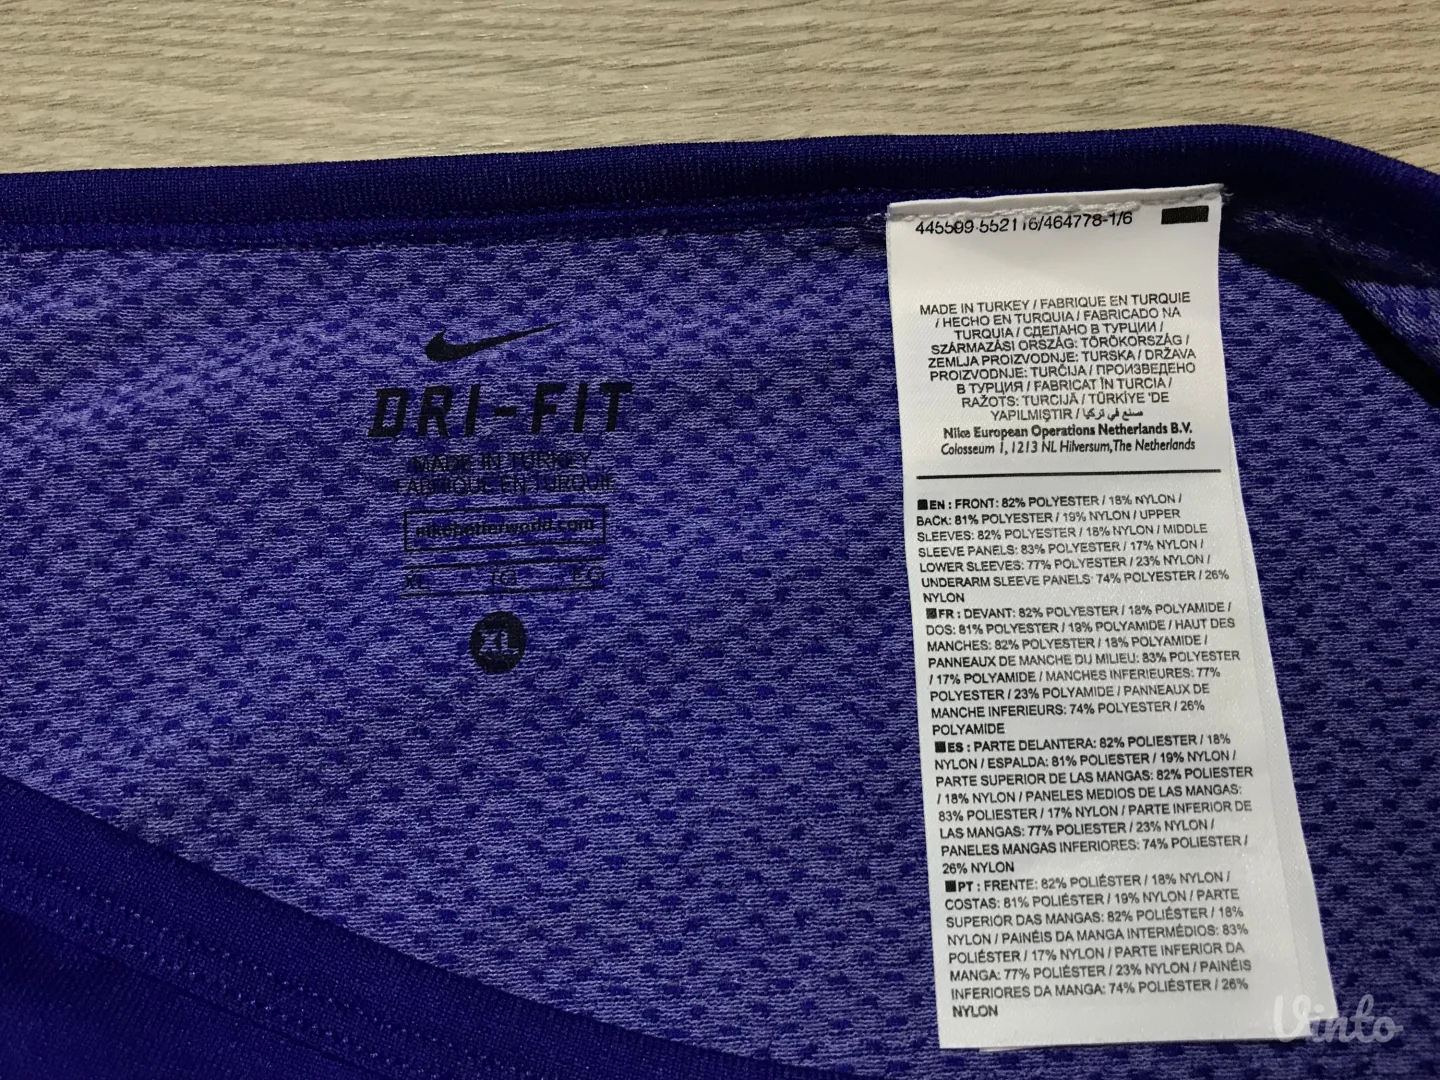 DRI-FIT
MADE IN TURKEY
FABRIQUE EN TURQUIE
nikebetterworld.com
XL
445599-552116/464778-1/6
MADE IN TURKEY / FABRIQUE EN TURQUIE
/ HECHO EN TURQUIA / FABRICADO NA
TURQUIA / СДЕЛАНО В ТУРЦИИ /
SZÁRMAZÁSI ORSZÁG: TÖRÖKORSZÁG /
ZEMLJA PROIZVODNJE: TURSKA / DRŽAVA
PROIZVODNJE: TURČIJA / ПРОИЗВЕДЕНО
В ТУРЦИЯ / FABRICAT ÎN TURCIA /
RAŽOTS: TURCIJĀ / TÜRKİYE 'DE
YAPILMIŞTIR / صنع في تركيا
Nike European Operations Netherlands B.V.
Colosseum 1, 1213 NL Hilversum, The Netherlands
EN : FRONT: 82% POLYESTER / 18% NYLON /
BACK: 81% POLYESTER / 19% NYLON / UPPER
SLEEVES: 82% POLYESTER / 18% NYLON / MIDDLE
SLEEVE PANELS: 83% POLYESTER / 17% NYLON /
LOWER SLEEVES: 77% POLYESTER / 23% NYLON /
UNDERARM SLEEVE PANELS: 74% POLYESTER / 26%
NYLON
FR : DEVANT: 82% POLYESTER / 18% POLYAMIDE /
DOS: 81% POLYESTER / 19% POLYAMIDE / HAUT DES
MANCHES: 82% POLYESTER / 18% POLYAMIDE /
PANNEAUX DE MANCHE DU MILIEU: 83% POLYESTER
/ 17% POLYAMIDE / MANCHES INFERIEURES: 77%
POLYESTER / 23% POLYAMIDE / PANNEAUX DE
MANCHE INFERIEURS: 74% POLYESTER / 26%
POLYAMIDE
ES : PARTE DELANTERA: 82% POLIESTER / 18%
NYLON / ESPALDA: 81% POLIESTER / 19% NYLON /
PARTE SUPERIOR DE LAS MANGAS: 82% POLIESTER
/ 18% NYLON / PANELES MEDIOS DE LAS MANGAS:
83% POLIESTER / 17% NYLON / PARTE INFERIOR DE
LAS MANGAS: 77% POLIESTER / 23% NYLON /
PANELES MANGAS INFERIORES: 74% POLIESTER /
26% NYLON
PT : FRENTE: 82% POLIÉSTER / 18% NYLON /
COSTAS: 81% POLIÉSTER / 19% NYLON / PARTE
SUPERIOR DAS MANGAS: 82% POLIÉSTER / 18%
NYLON / PAINÉIS DA MANGA INTERMÉDIOS: 83%
POLIÉSTER / 17% NYLON / PARTE INFERIOR DA
MANGA: 77% POLIÉSTER / 23% NYLON / PAINÉIS
INFERIORES DA MANGA: 74% POLIÉSTER / 26%
NYLON
Vinto